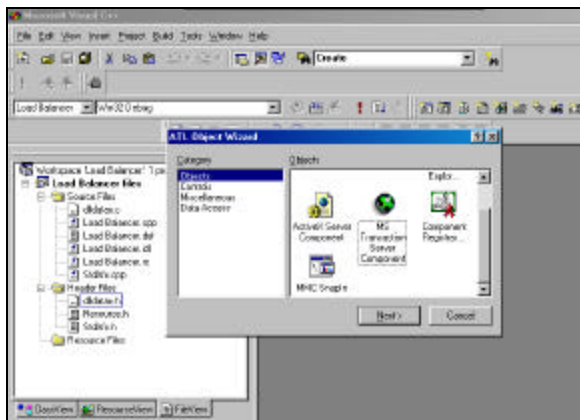 Microsoft Visual C++
File Edit View Insert Project Build Tools Window Help
Create
Load Balancer Win32 Debug
ATL Object Wizard
Category
Objects
Objects
Controls
Miscellaneous
Data Access
Explor...
ActiveX Server Component
MS Transaction Server Component
Component Registrar...
MMC SnapIn
Next >
Cancel
Workspace 'Load Balancer': 1
Load Balancer files
Source Files
dlldatax.c
Load Balancer.cpp
Load Balancer.def
Load Balancer.idl
Load Balancer.rc
StdAfx.cpp
Header Files
dlldatax.h
Resource.h
StdAfx.h
Resource Files
ClassView
ResourceView
FileView